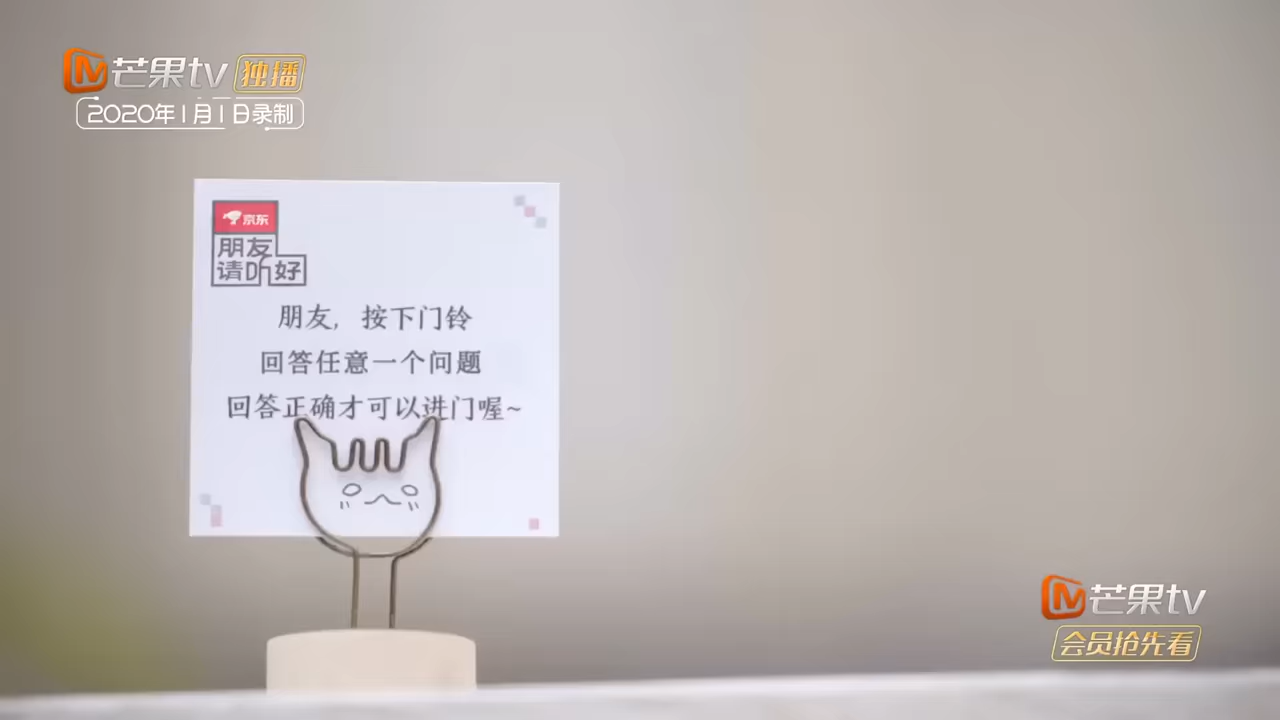 芒果tv 独播
2020年1月1日录制
京东
朋友
请听好
朋友，按下门铃
回答任意一个问题
回答正确才可以进门喔~
芒果tv
会员抢先看